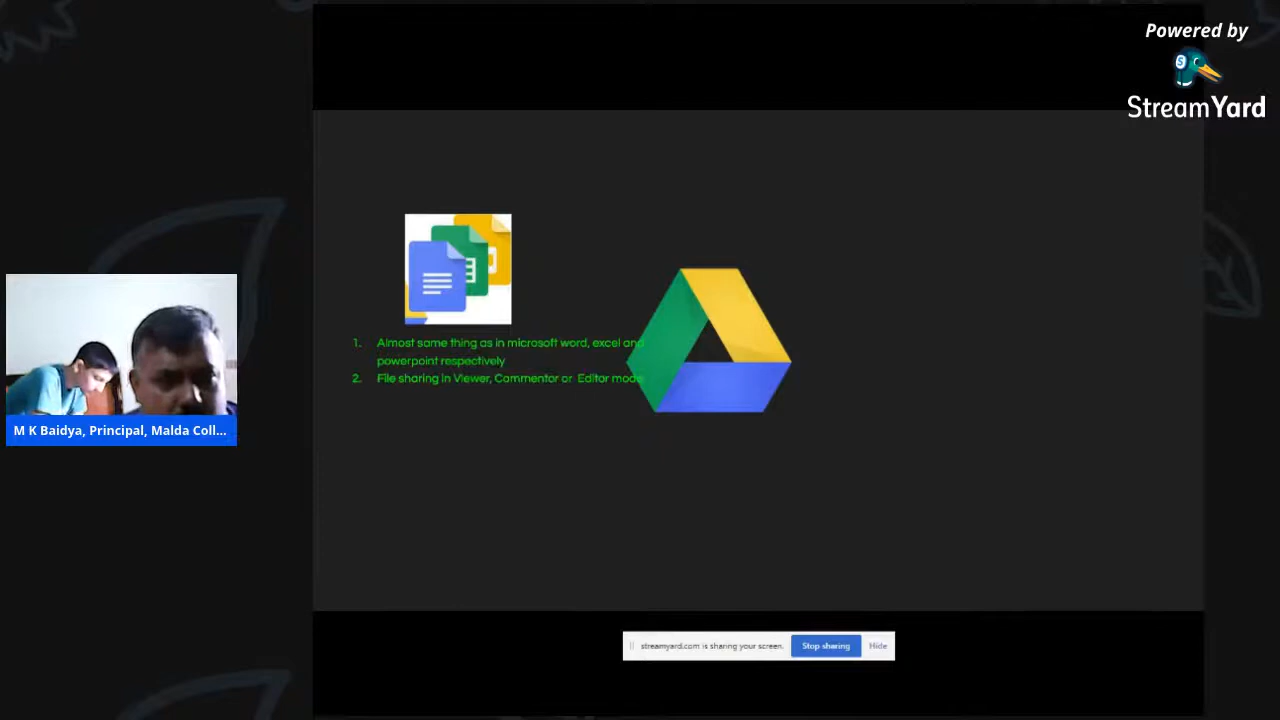 Powered by
StreamYard
1. Almost same thing as in microsoft word, excel and
powerpoint respectively
2. File sharing in Viewer, Commentor or Editor mode
M K Baidya, Principal, Malda Coll...
streamyard.com is sharing your screen. Stop sharing Hide